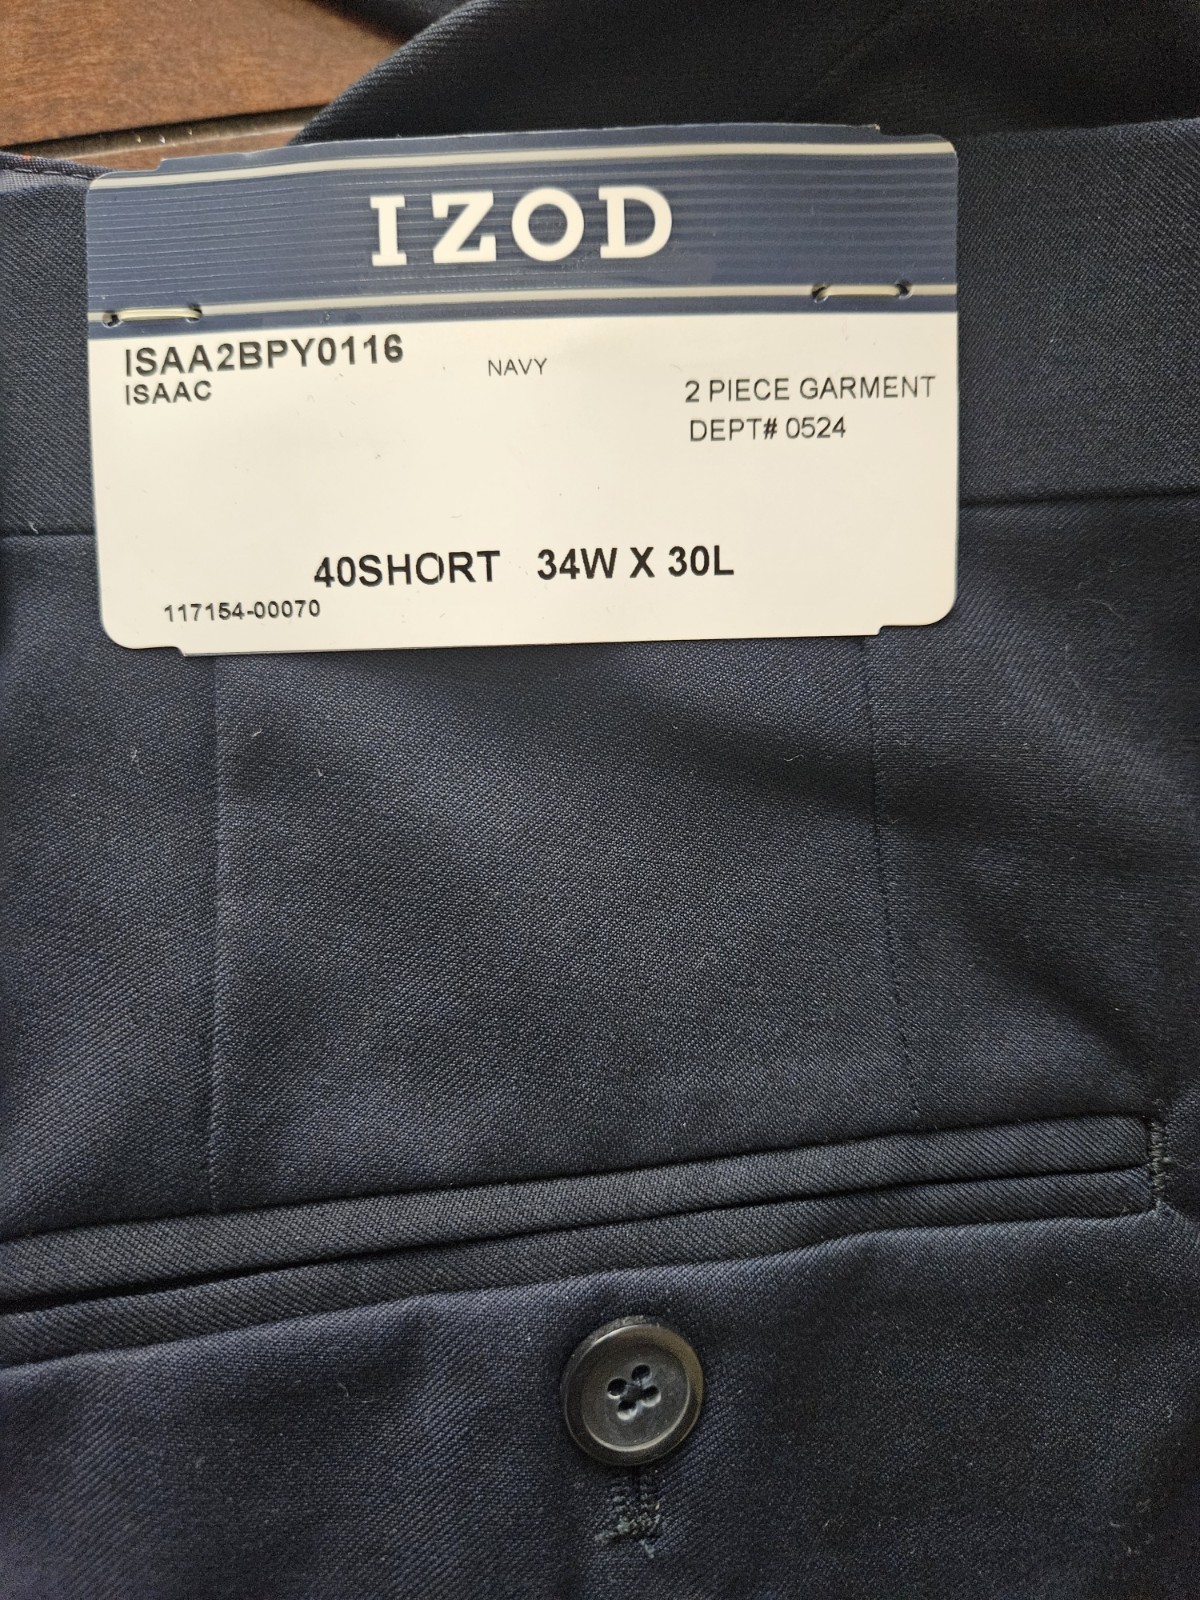 IZOD
ISAA2BPY0116
ISAAC
NAVY
2 PIECE GARMENT
DEPT# 0524
40SHORT 34W X 30L
117154-00070